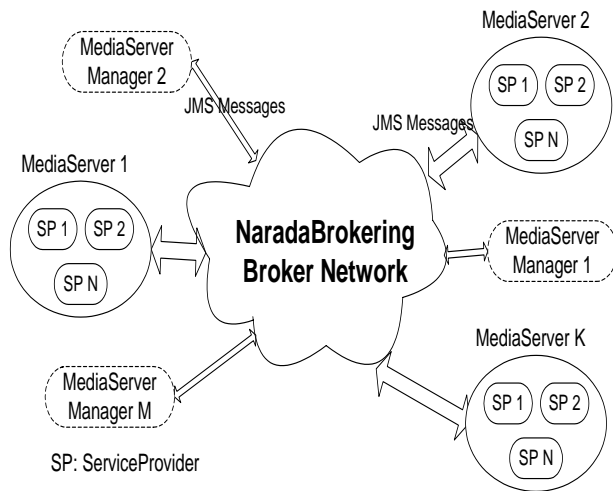 MediaServer 2
MediaServer
Manager 2
SP 1
SP 2
SP N
JMS Messages
JMS Messages
MediaServer 1
SP 1
SP 2
SP N
NaradaBrokering
Broker Network
MediaServer
Manager 1
MediaServer K
MediaServer
Manager M
SP 1
SP 2
SP N
SP: ServiceProvider